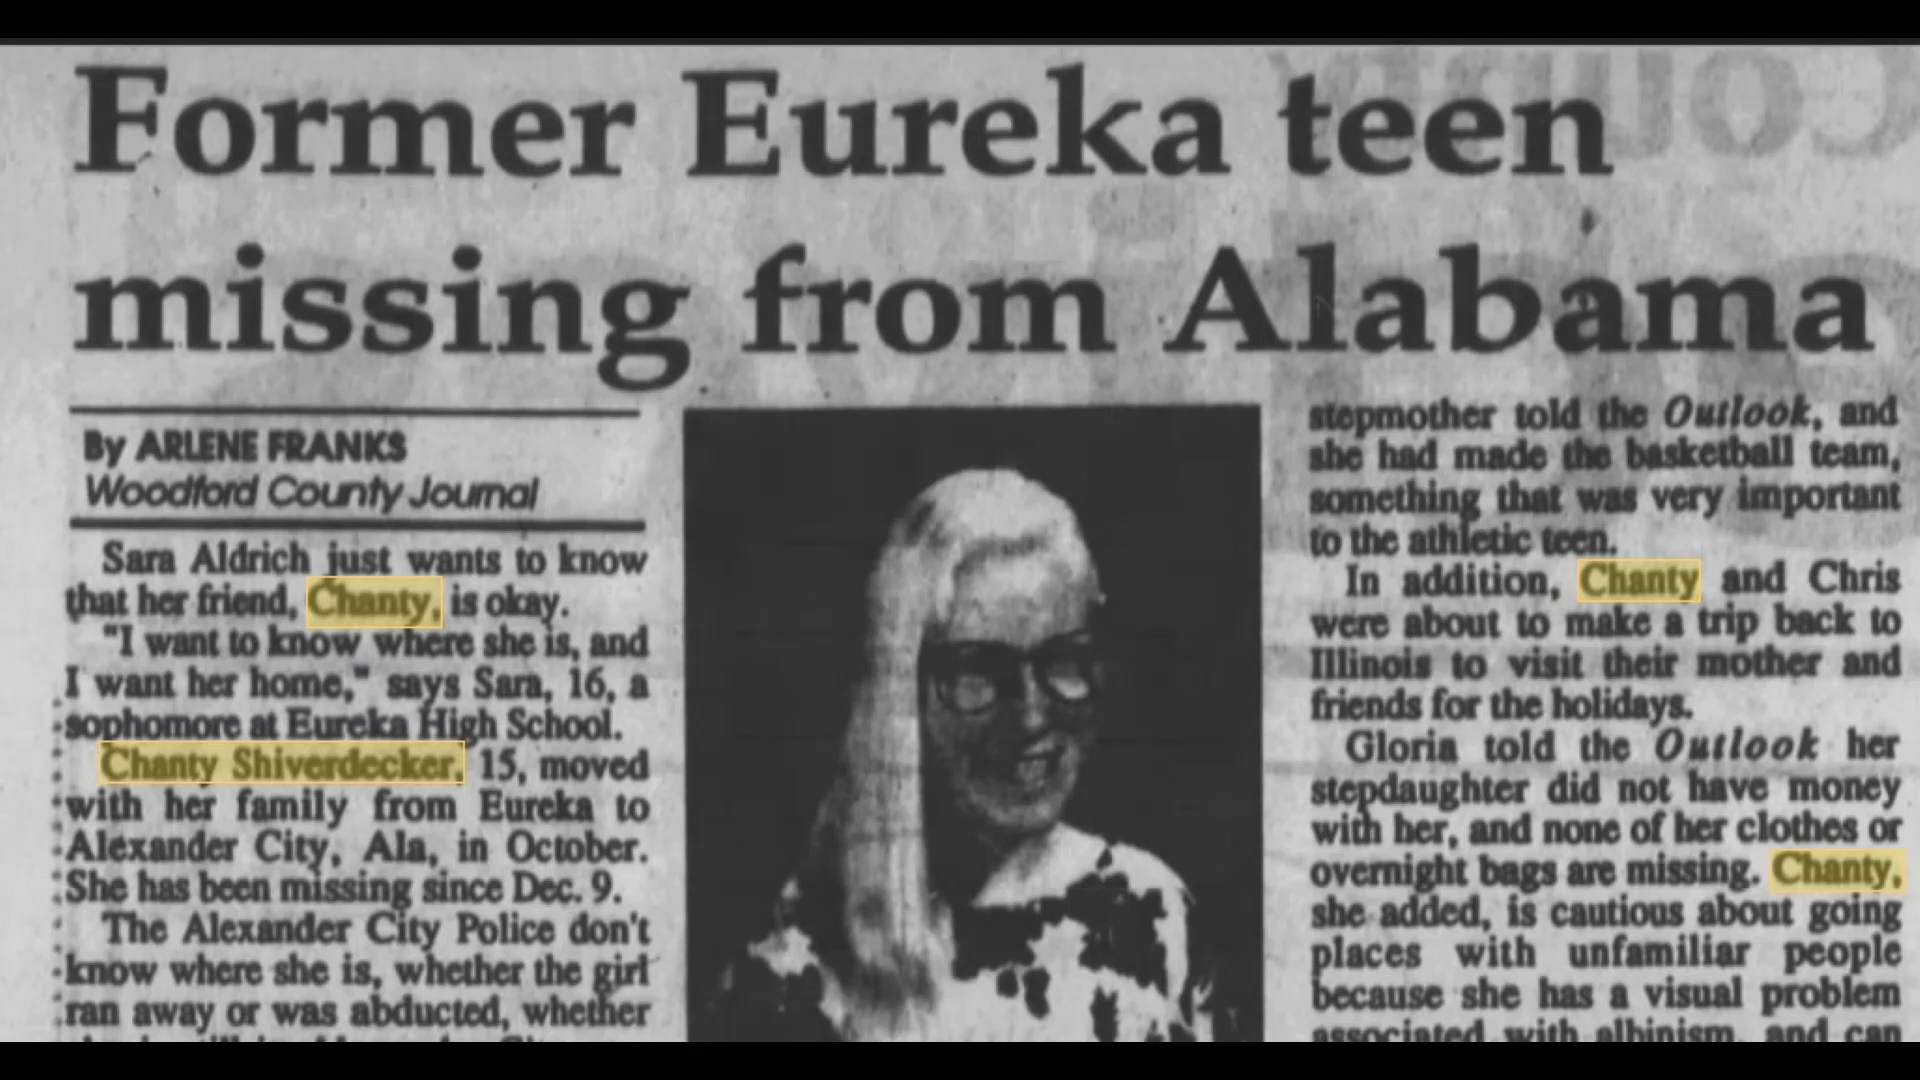 Former Eureka teen
missing from Alabama
By ARLENE FRANKS
Woodford County Journal
Sara Aldrich just wants to know
that her friend, Chanty, is okay.
"I want to know where she is, and
I want her home," says Sara, 16, a
sophomore at Eureka High School.
Chanty Shiverdecker, 15, moved
with her family from Eureka to
Alexander City, Ala, in October.
She has been missing since Dec. 9.
The Alexander City Police don't
know where she is, whether the girl
ran away or was abducted, whether
stepmother told the Outlook, and
she had made the basketball team,
something that was very important
to the athletic teen.
In addition, Chanty and Chris
were about to make a trip back to
Illinois to visit their mother and
friends for the holidays.
Gloria told the Outlook her
stepdaughter did not have money
with her, and none of her clothes or
overnight bags are missing. Chanty,
she added, is cautious about going
places with unfamiliar people
because she has a visual problem
associated with albinism, and can